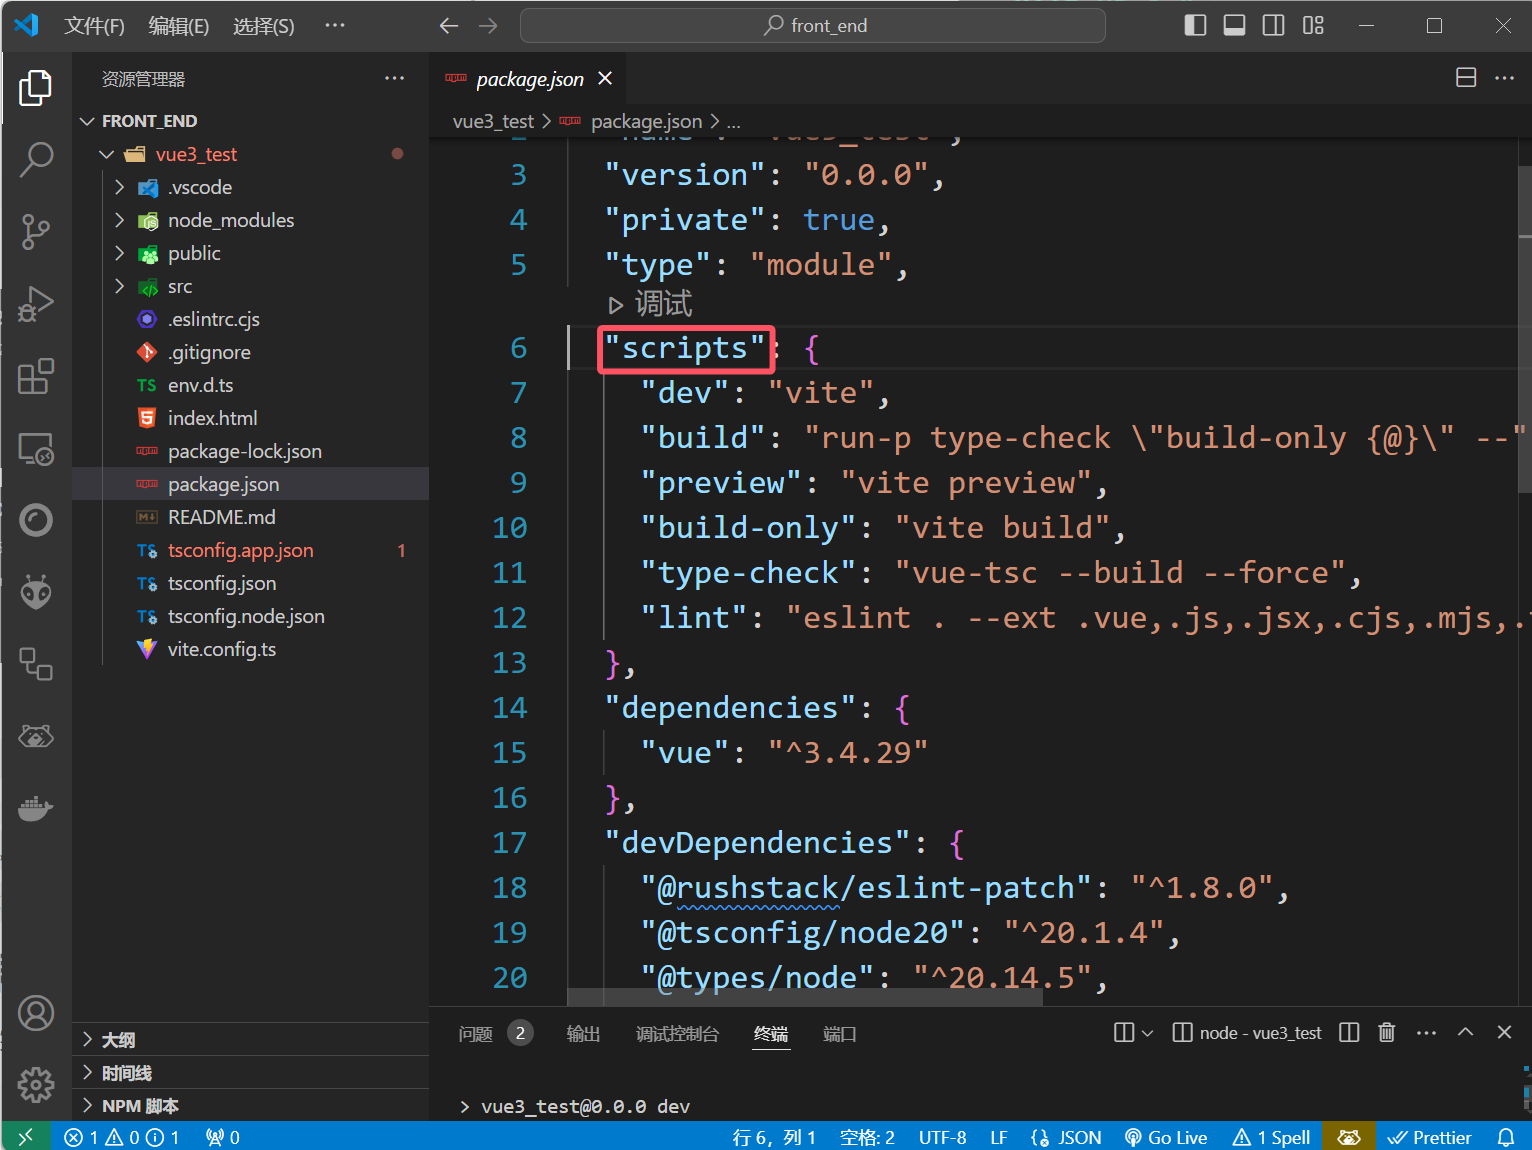 文件(F) 编辑(E) 选择(S) ··· front_end
资源管理器 ···
package.json
vue3_test > package.json > ...
FRONT_END
vue3_test
.vscode
node_modules
public
src
.eslintrc.cjs
.gitignore
env.d.ts
index.html
package-lock.json
package.json
README.md
tsconfig.app.json 1
tsconfig.json
tsconfig.node.json
vite.config.ts
大纲
时间线
NPM 脚本
2 "name": "vue3_test",
3 "version": "0.0.0",
4 "private": true,
5 "type": "module",
调试
6 "scripts": {
7 "dev": "vite",
8 "build": "run-p type-check \"build-only {@}\" --"
9 "preview": "vite preview",
10 "build-only": "vite build",
11 "type-check": "vue-tsc --build --force",
12 "lint": "eslint . --ext .vue,.js,.jsx,.cjs,.mjs,.
13 },
14 "dependencies": {
15 "vue": "^3.4.29"
16 },
17 "devDependencies": {
18 "@rushstack/eslint-patch": "^1.8.0",
19 "@tsconfig/node20": "^20.1.4",
20 "@types/node": "^20.14.5",
问题 2 输出 调试控制台 终端 端口 node - vue3_test
> vue3_test@0.0.0 dev
1 0 1 0 行 6，列 1 空格: 2 UTF-8 LF JSON Go Live 1 Spell Prettier